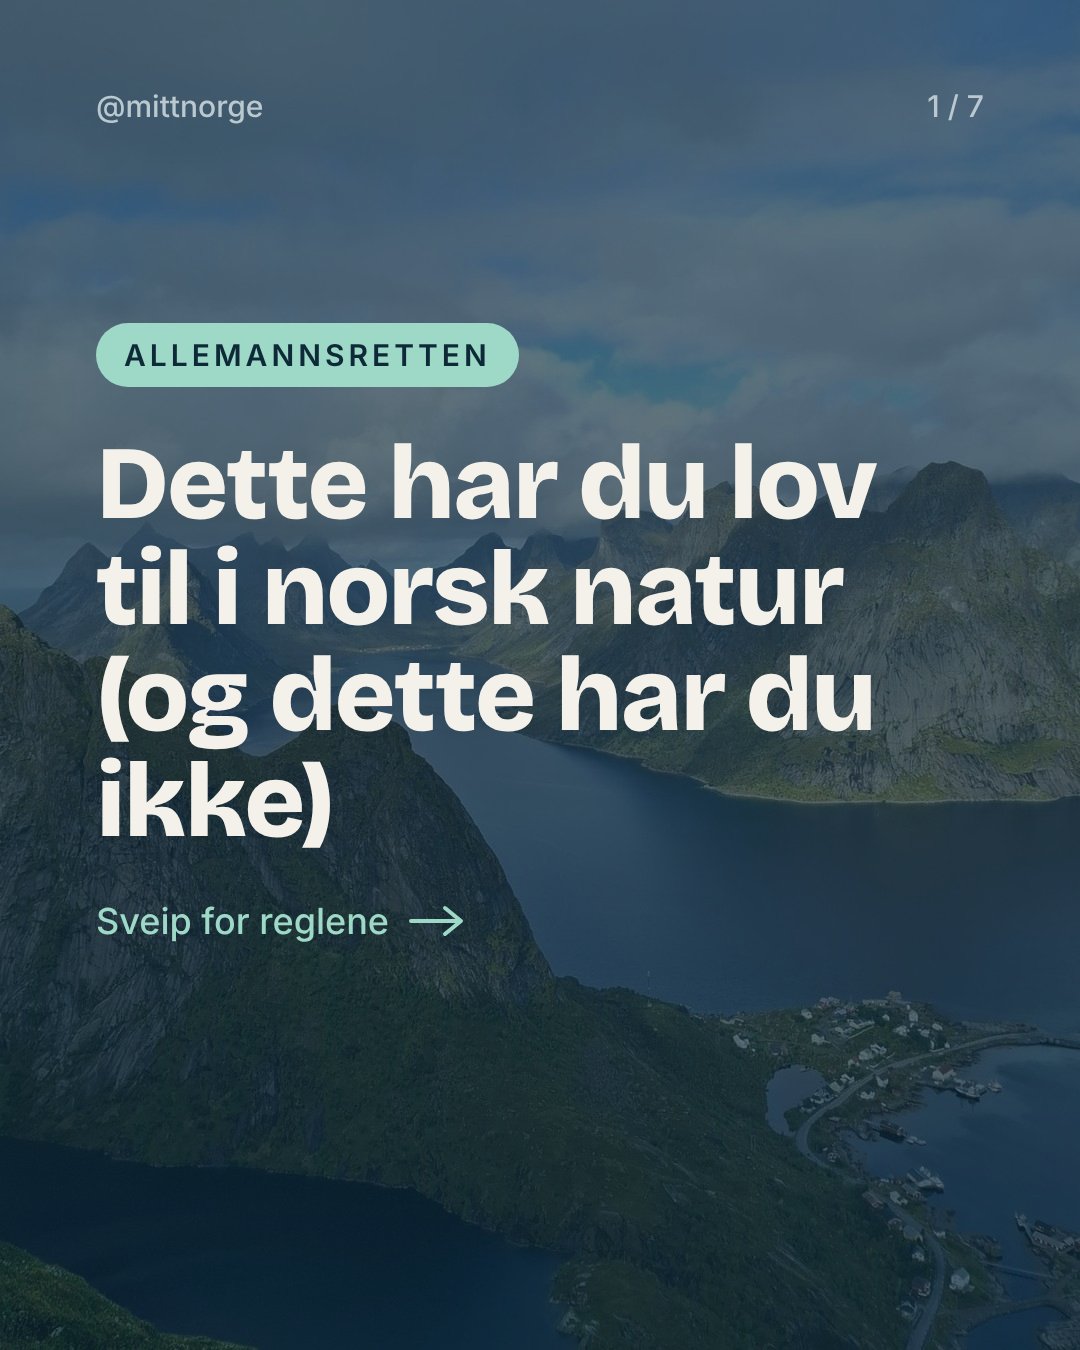 @mittnorge
1 / 7
ALLEMANNSRETTEN
Dette har du lov
til i norsk natur
(og dette har du
ikke)
Sveip for reglene →